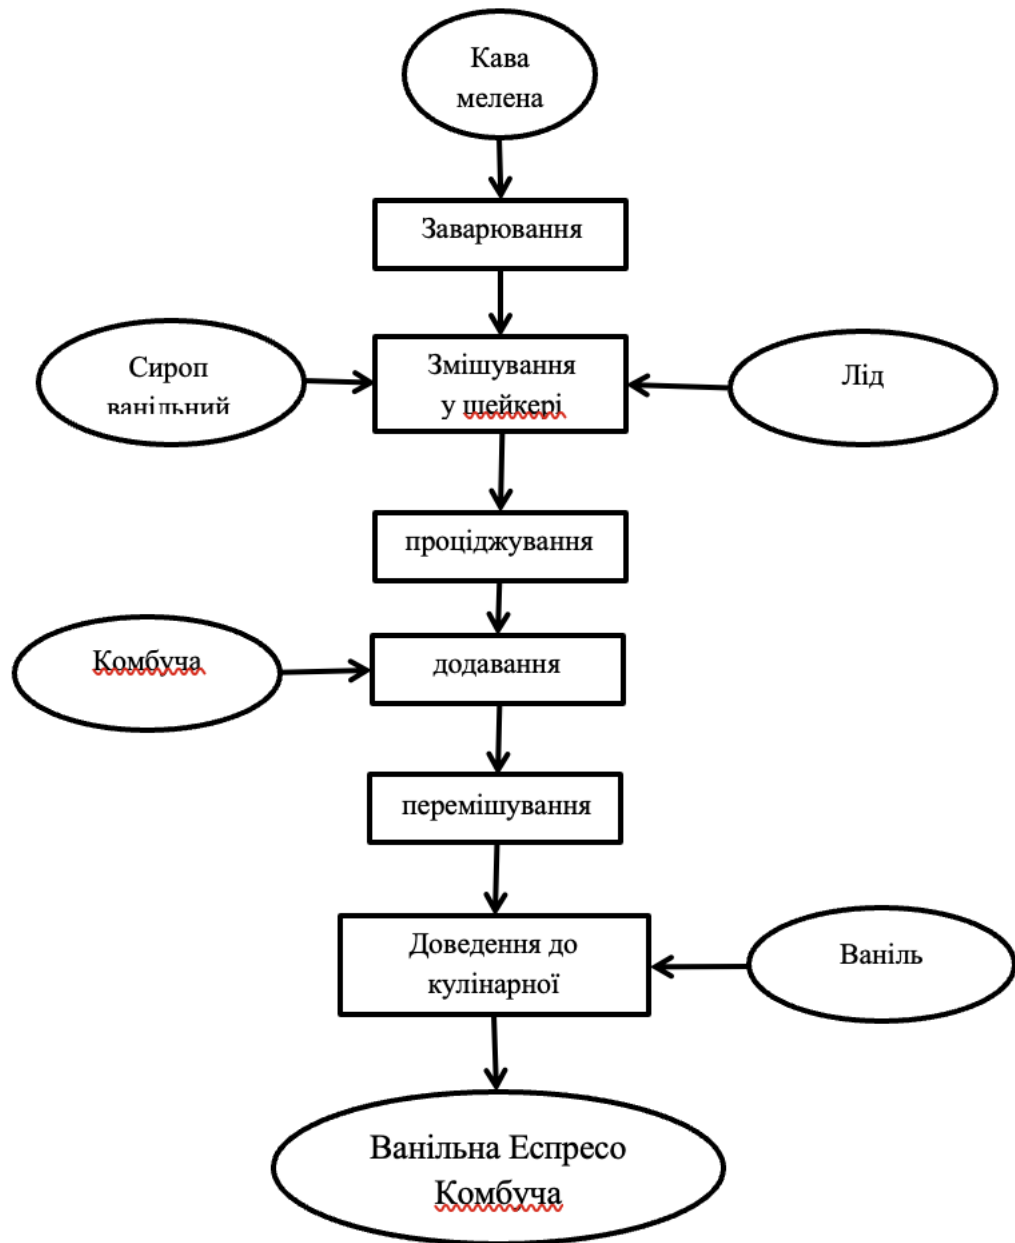 Кава
мелена
Заварювання
Сироп
ванільний
Змішування
у шейкері
Лід
проціджування
Комбуча
додавання
перемішування
Доведення до
кулінарної
Ваніль
Ванільна Еспресо
Комбуча